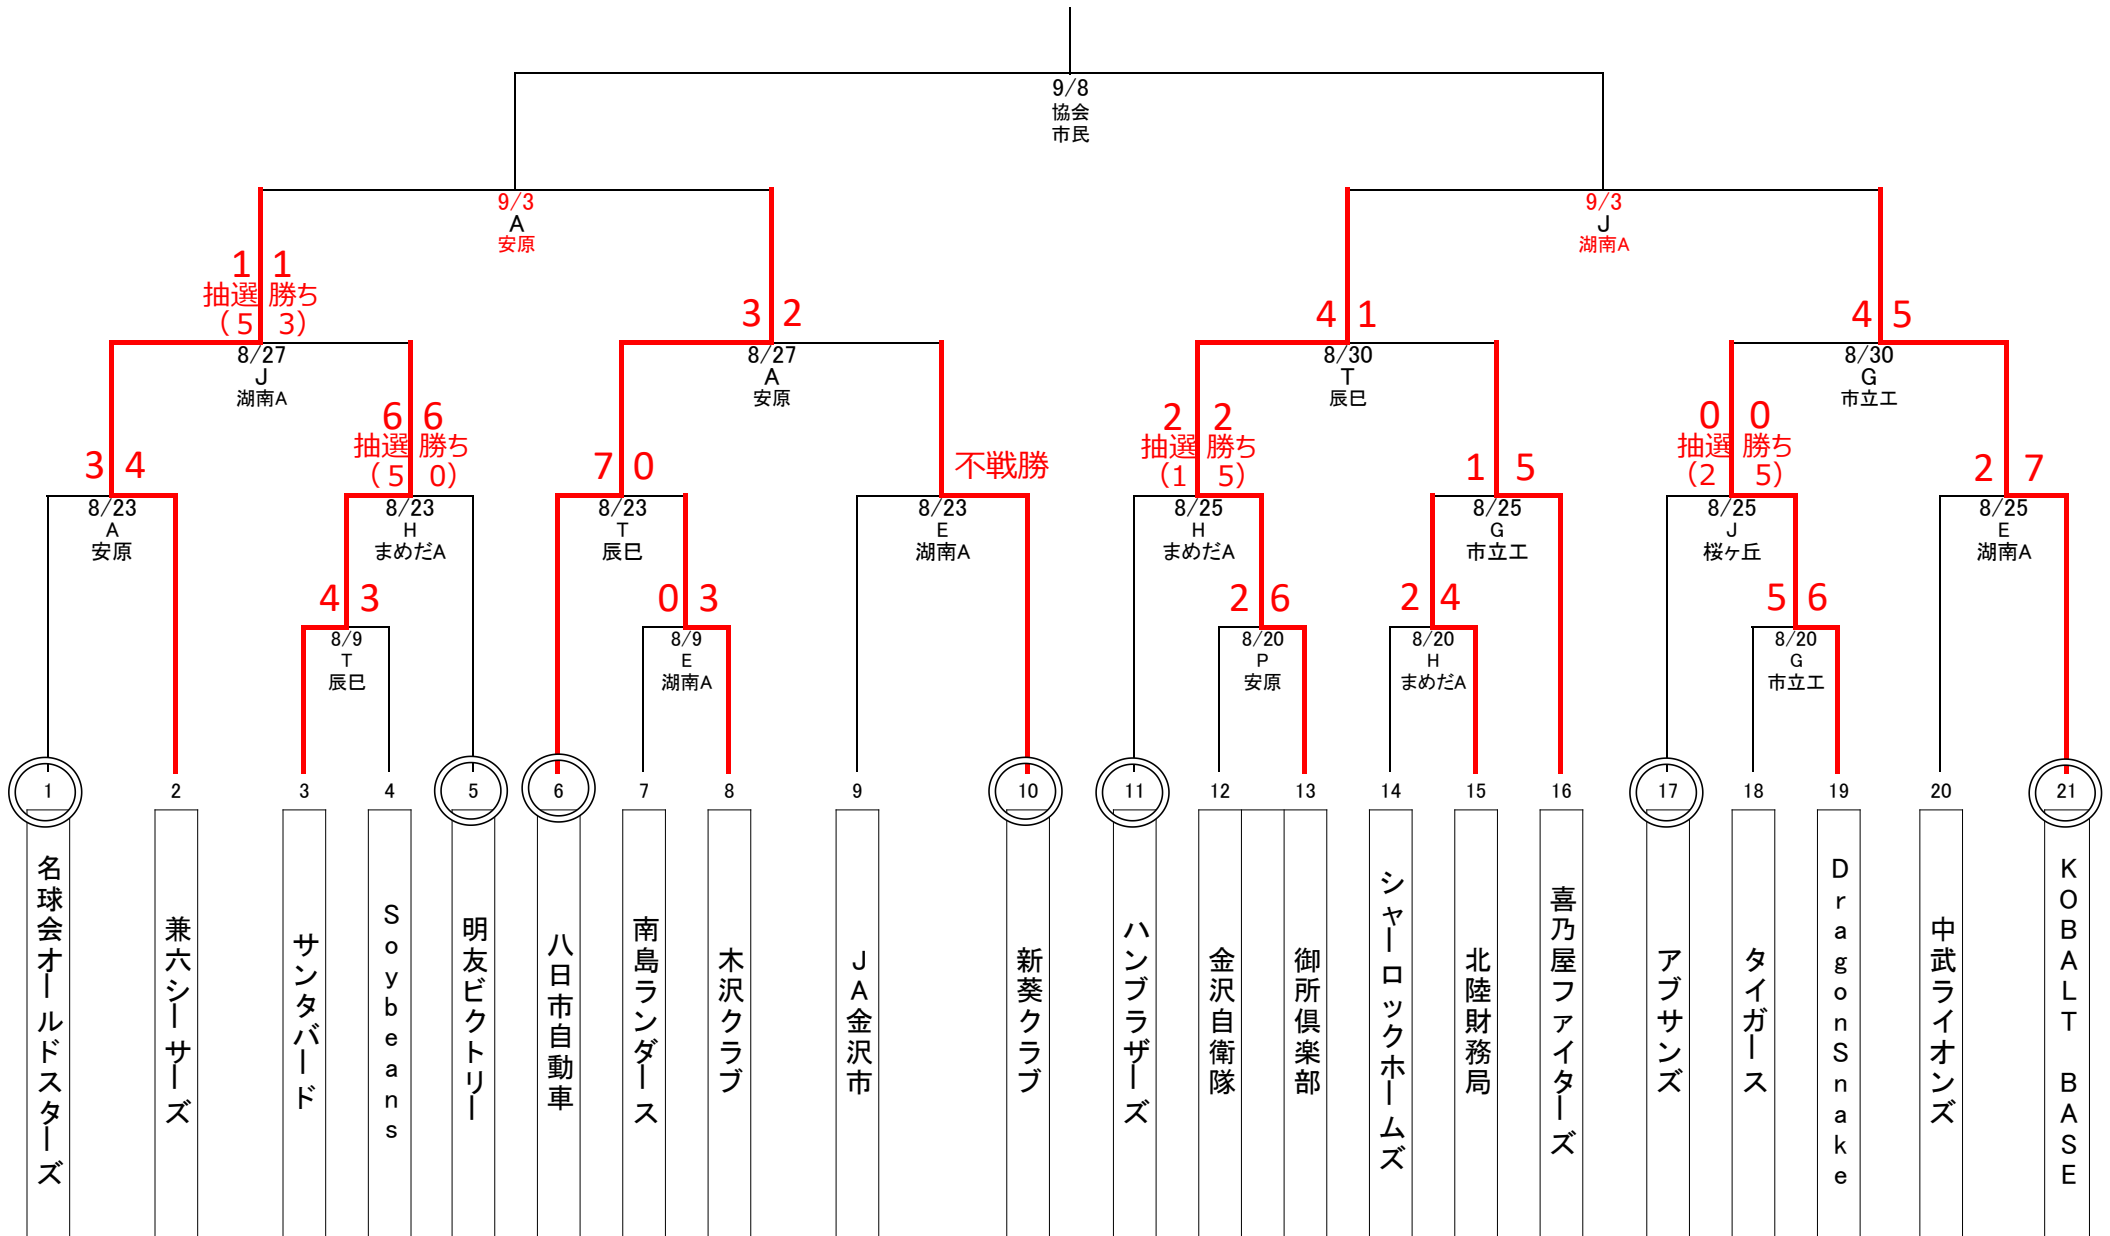 9/8
協会
市民
9/3
A
安原
9/3
J
湖南A
1 1
抽選 勝ち
(5 3)
8/27
J
湖南A
3 2
8/27
A
安原
4 1
8/30
T
辰巳
4 5
8/30
G
市立工
3 4
8/23
A
安原
6 6
抽選 勝ち
(5 0)
8/23
H
まめだA
7 0
8/23
T
辰巳
不戦勝
8/23
E
湖南A
2 2
抽選 勝ち
(1 5)
8/25
H
まめだA
1 5
8/25
G
市立工
0 0
抽選 勝ち
(2 5)
8/25
J
桜ヶ丘
2 7
8/25
E
湖南A
4 3
8/9
T
辰巳
0 3
8/9
E
湖南A
2 6
8/20
P
安原
2 4
8/20
H
まめだA
5 6
8/20
G
市立工
1
名球会オールドスターズ
2
兼六シーサーズ
3
サンタバード
4
Soybeans
5
明友ビクトリー
6
八日市自動車
7
南島ランダース
8
木沢クラブ
9
JA金沢市
10
新葵クラブ
11
ハンブラザーズ
12
金沢自衛隊
13
御所倶楽部
14
シャーロックホームズ
15
北陸財務局
16
喜乃屋ファイターズ
17
アブサンズ
18
タイガース
19
DragonSnake
20
中武ライオンズ
21
KOBALT BASE